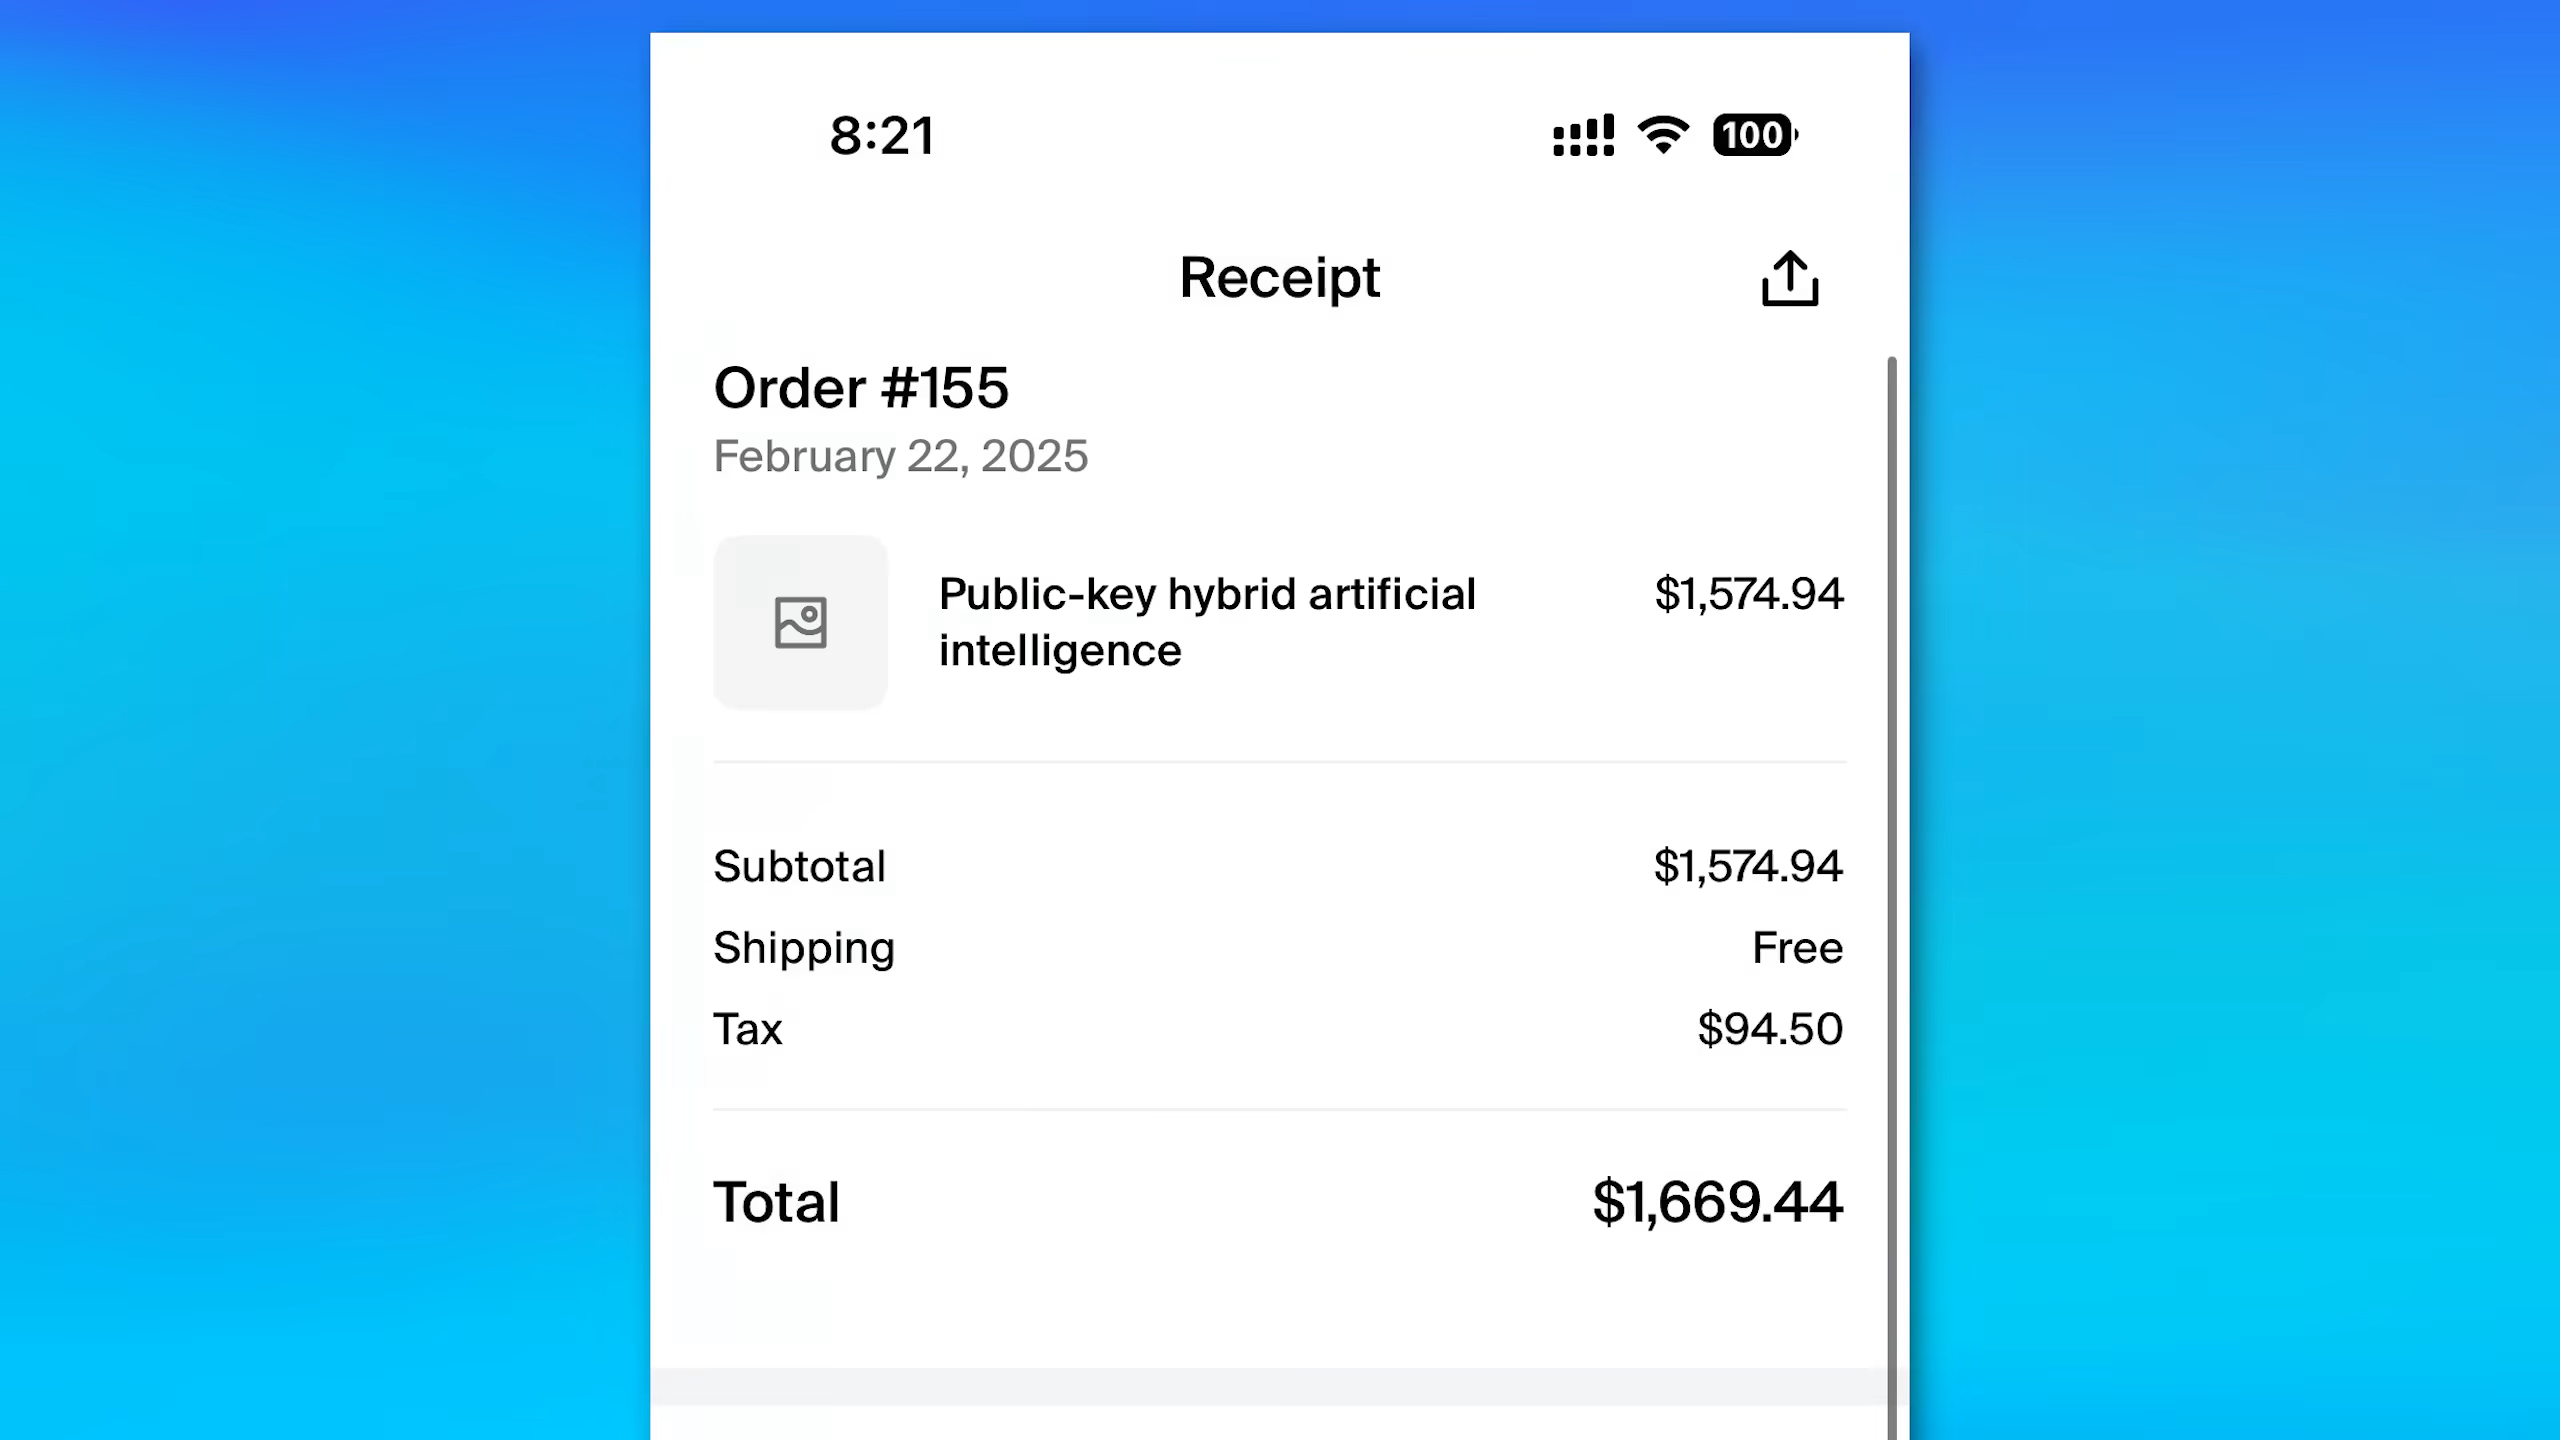 8:21
100
Receipt
Order #155
February 22, 2025
Public-key hybrid artificial
intelligence
$1,574.94
Subtotal
$1,574.94
Shipping
Free
Tax
$94.50
Total
$1,669.44